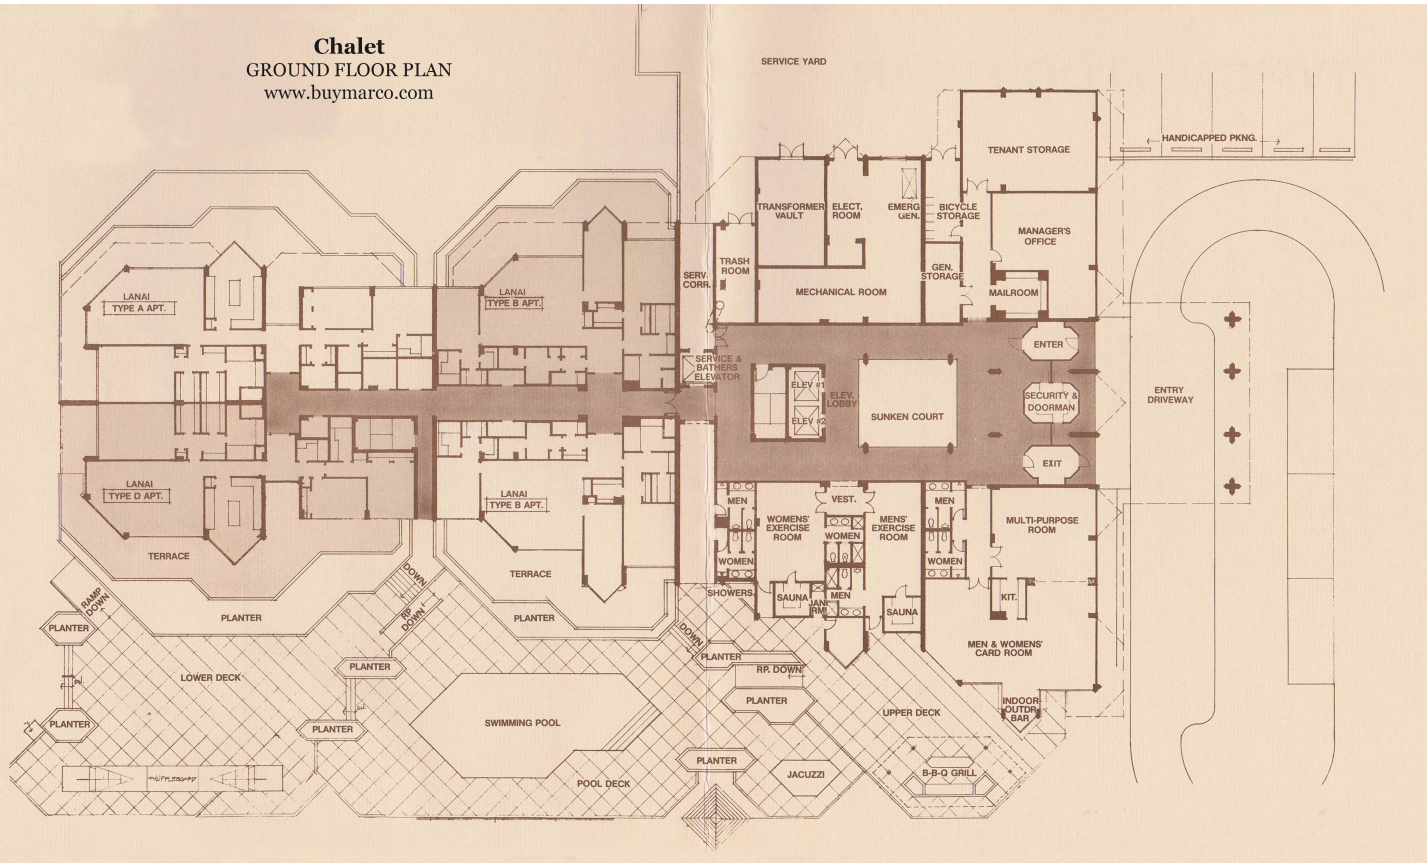 Chalet
GROUND FLOOR PLAN
www.buymarco.com
SERVICE YARD
HANDICAPPED PKNG.
TENANT STORAGE
TRANSFORMER
VAULT
ELECT.
ROOM
EMERG
GEN.
BICYCLE
STORAGE
MANAGER'S
OFFICE
TRASH
ROOM
SERV.
CORR.
GEN.
STORAGE
MECHANICAL ROOM
MAILROOM
LANAI
TYPE A APT.
LANAI
TYPE B APT.
SERVICE &
BATHERS
ELEVATOR
ENTER
ELEV #1
ELEV.
LOBBY
ELEV #2
SUNKEN COURT
SECURITY &
DOORMAN
ENTRY
DRIVEWAY
EXIT
LANAI
TYPE D APT.
LANAI
TYPE B APT.
MEN
WOMENS'
EXERCISE
ROOM
VEST.
WOMEN
MENS'
EXERCISE
ROOM
MEN
MULTI-PURPOSE
ROOM
WOMEN
WOMEN
TERRACE
TERRACE
DOWN
RAMP
DOWN
RP.
DOWN
SHOWERS
SAUNA
JAN.
RM.
MEN
SAUNA
KIT.
PLANTER
PLANTER
PLANTER
DOWN
MEN & WOMENS'
CARD ROOM
PLANTER
PLANTER
RP. DOWN
LOWER DECK
PLANTER
PLANTER
PLANTER
SWIMMING POOL
UPPER DECK
INDOOR-
OUTDR.
BAR
PLANTER
JACUZZI
B-B-Q GRILL
SHUFFLEBOARD
POOL DECK